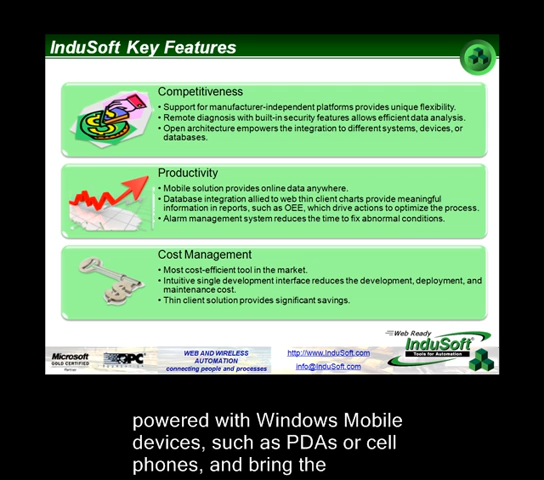 InduSoft Key Features
Competitiveness
• Support for manufacturer-independent platforms provides unique flexibility.
• Remote diagnosis with built-in security features allows efficient data analysis.
• Open architecture empowers the integration to different systems, devices, or
databases.
Productivity
• Mobile solution provides online data anywhere.
• Database integration allied to web thin client charts provide meaningful
information in reports, such as OEE, which drive actions to optimize the process.
• Alarm management system reduces the time to fix abnormal conditions.
Cost Management
• Most cost-efficient tool in the market.
• Intuitive single development interface reduces the development, deployment, and
maintenance cost.
• Thin client solution provides significant savings.
Web Ready
InduSoft
Tools for Automation
Microsoft
GOLD CERTIFIED
Partner
OPC
FOUNDATION
WEB AND WIRELESS
AUTOMATION
connecting people and processes
http://www.InduSoft.com
info@InduSoft.com
powered with Windows Mobile
devices, such as PDAs or cell
phones, and bring the